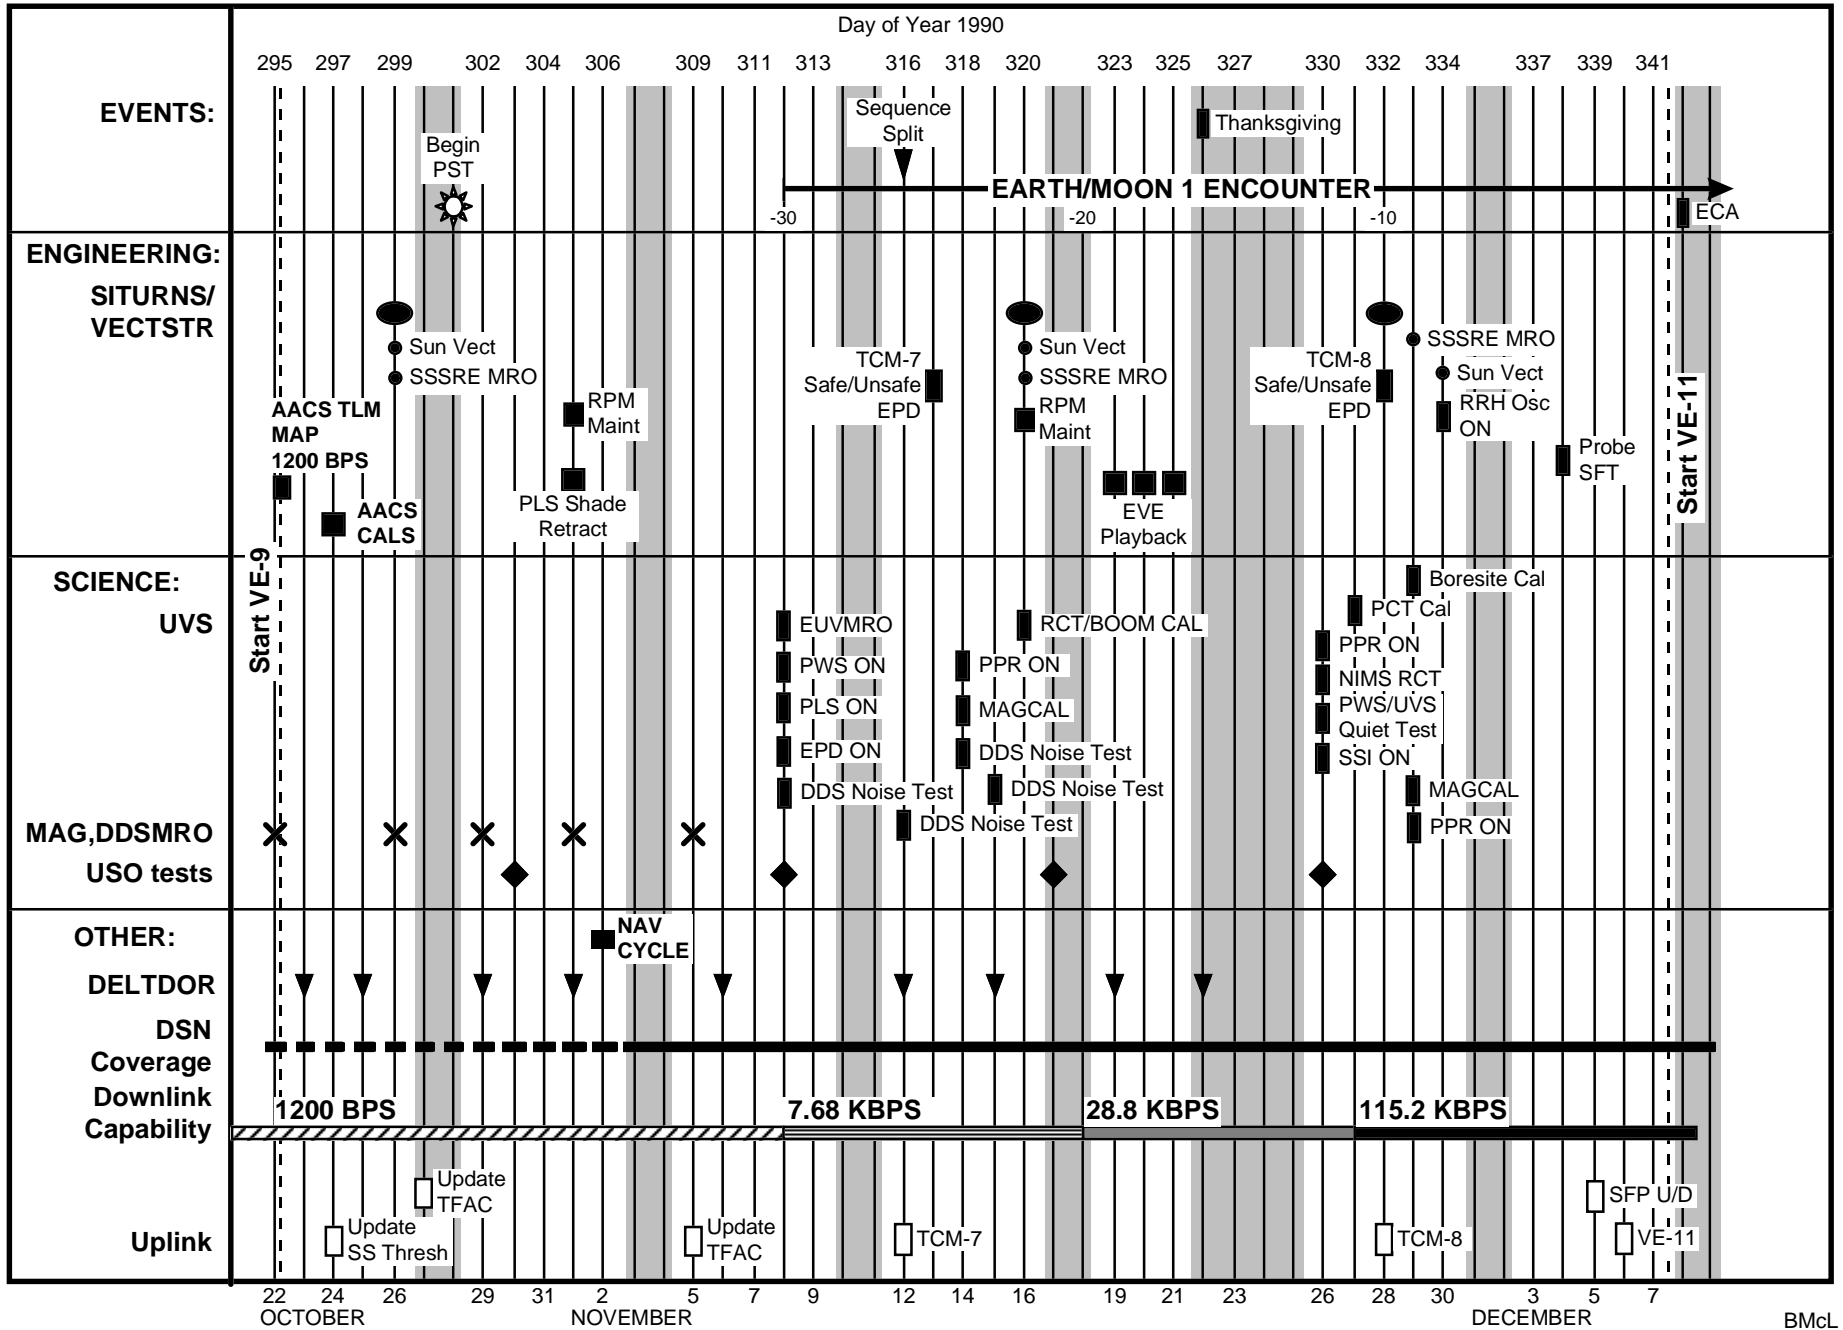 Day of Year 1990
295 297 299 302 304 306 309 311 313 316 318 320 323 325 327 330 332 334 337 339 341
EVENTS:
Begin
PST
Sequence
Split
Thanksgiving
EARTH/MOON 1 ENCOUNTER
-30 -20 -10
ECA
ENGINEERING:
SITURNS/
VECTSTR
Sun Vect
SSSRE MRO
AACS TLM
MAP
1200 BPS
AACS
CALS
RPM
Maint
PLS Shade
Retract
TCM-7
Safe/Unsafe
EPD
Sun Vect
SSSRE MRO
RPM
Maint
EVE
Playback
TCM-8
Safe/Unsafe
EPD
SSSRE MRO
Sun Vect
RRH Osc
ON
Probe
SFT
Start VE-11
Start VE-9
SCIENCE:
UVS
EUVMRO
PWS ON
PLS ON
EPD ON
DDS Noise Test
DDS Noise Test
PPR ON
MAGCAL
DDS Noise Test
DDS Noise Test
RCT/BOOM CAL
Boresite Cal
PCT Cal
PPR ON
NIMS RCT
PWS/UVS
Quiet Test
SSI ON
MAGCAL
PPR ON
MAG,DDSMRO
USO tests
OTHER:
NAV
CYCLE
DELTDOR
DSN
Coverage
Downlink
Capability
1200 BPS 7.68 KBPS 28.8 KBPS 115.2 KBPS
Update
TFAC
Update
SS Thresh
Update
TFAC
TCM-7
TCM-8
SFP U/D
VE-11
Uplink
22 24 26 29 31 2 5 7 9 12 14 16 19 21 23 26 28 30 3 5 7
OCTOBER NOVEMBER DECEMBER
BMcL